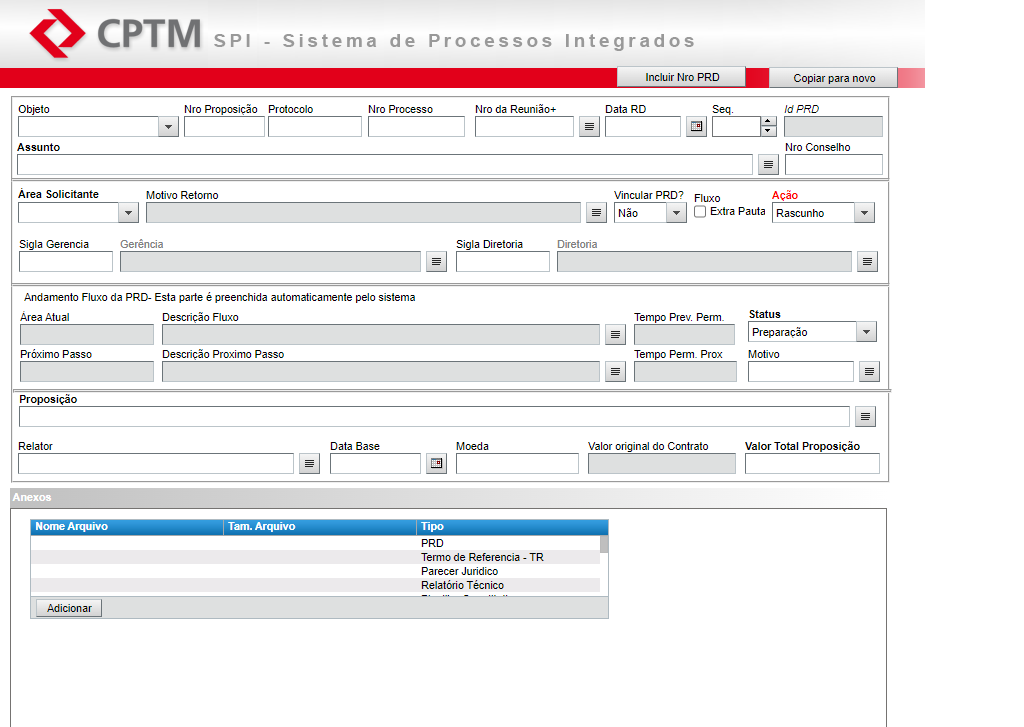 CPTM SPI - Sistema de Processos Integrados
Incluir Nro PRD Copiar para novo
Objeto Nro Proposição Protocolo Nro Processo Nro da Reunião+ Data RD Seq. Id PRD
Assunto Nro Conselho
Área Solicitante Motivo Retorno Vincular PRD? Fluxo Ação
Não Extra Pauta Rascunho
Sigla Gerencia Gerência Sigla Diretoria Diretoria
Andamento Fluxo da PRD- Esta parte é preenchida automaticamente pelo sistema
Área Atual Descrição Fluxo Tempo Prev. Perm. Status
Preparação
Próximo Passo Descrição Proximo Passo Tempo Perm. Prox Motivo
Proposição
Relator Data Base Moeda Valor original do Contrato Valor Total Proposição
Anexos
Nome Arquivo Tam. Arquivo Tipo
PRD
Termo de Referencia - TR
Parecer Juridico
Relatório Técnico
Adicionar